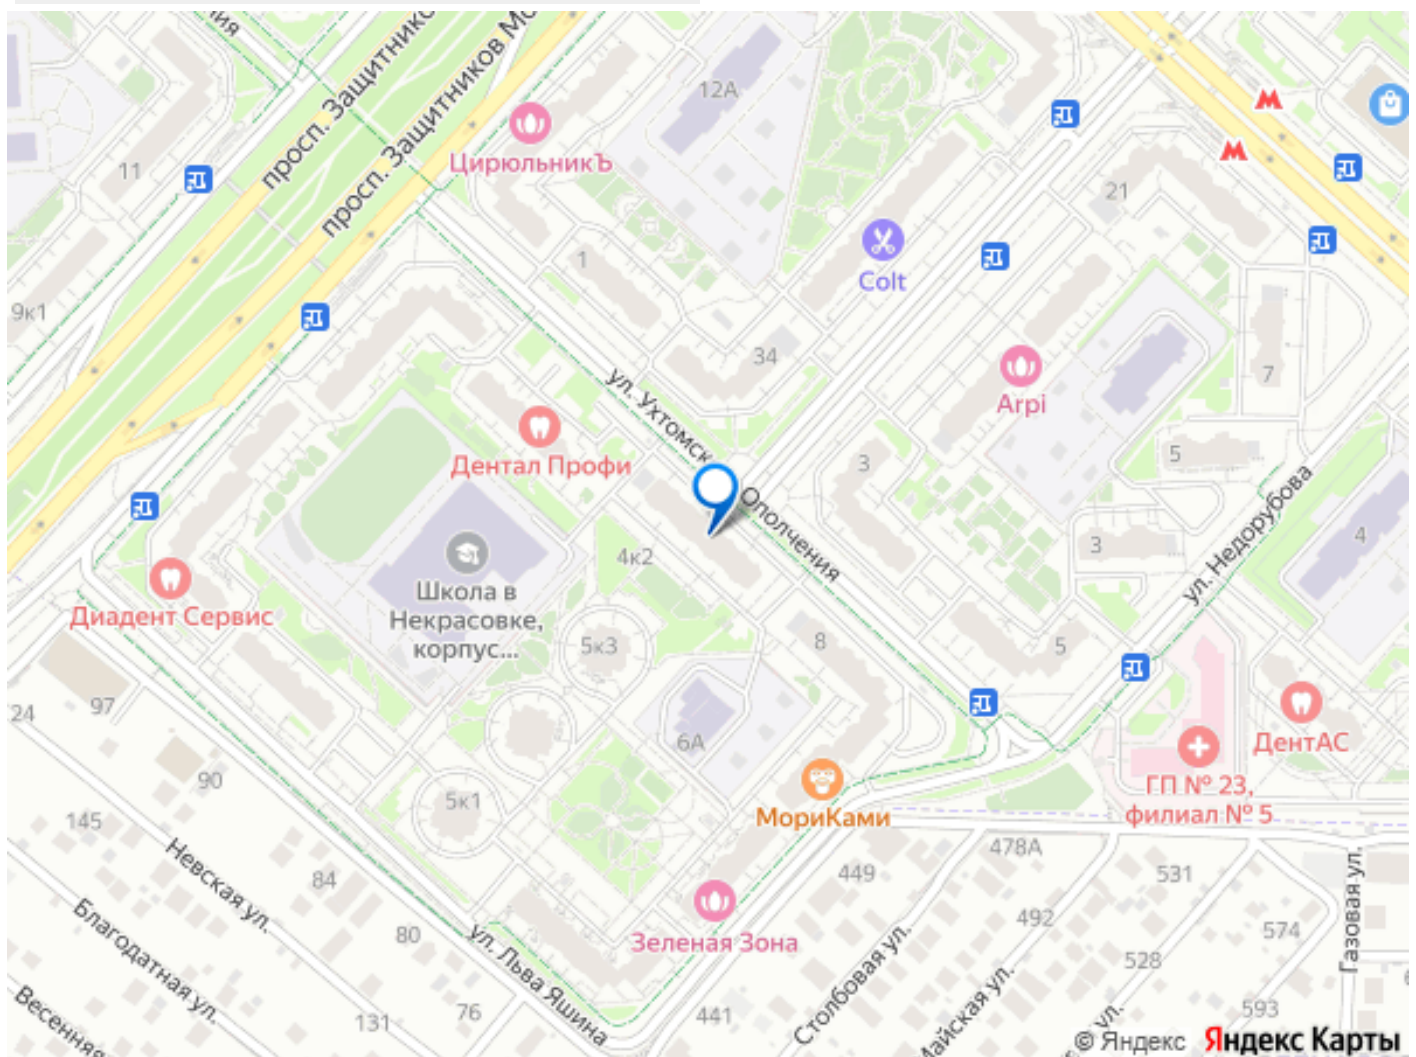 просп. Защитников
просп. Защитников Мо
12А
ЦирюльникЪ
11
21
1
Colt
9к1
34
7
ул. Ухтомск
Ополчения
Arpi
Дентал Профи
3
5
ул. Недорубова
4
3
4к2
Школа в
Некрасовке,
корпус...
Диадент Сервис
5к3
8
5
97
24
6А
ДентАС
ГП № 23,
филиал № 5
90
5к1
МориКами
145
Невская ул.
84
449
478А
531
Газовая ул.
Зеленая Зона
492
574
Благодатная ул.
80
ул. Льва Яшина
Столбовая ул.
528
76
131
441
593
Весенняя
Майская ул.
ул.
© Яндекс Яндекс Карты